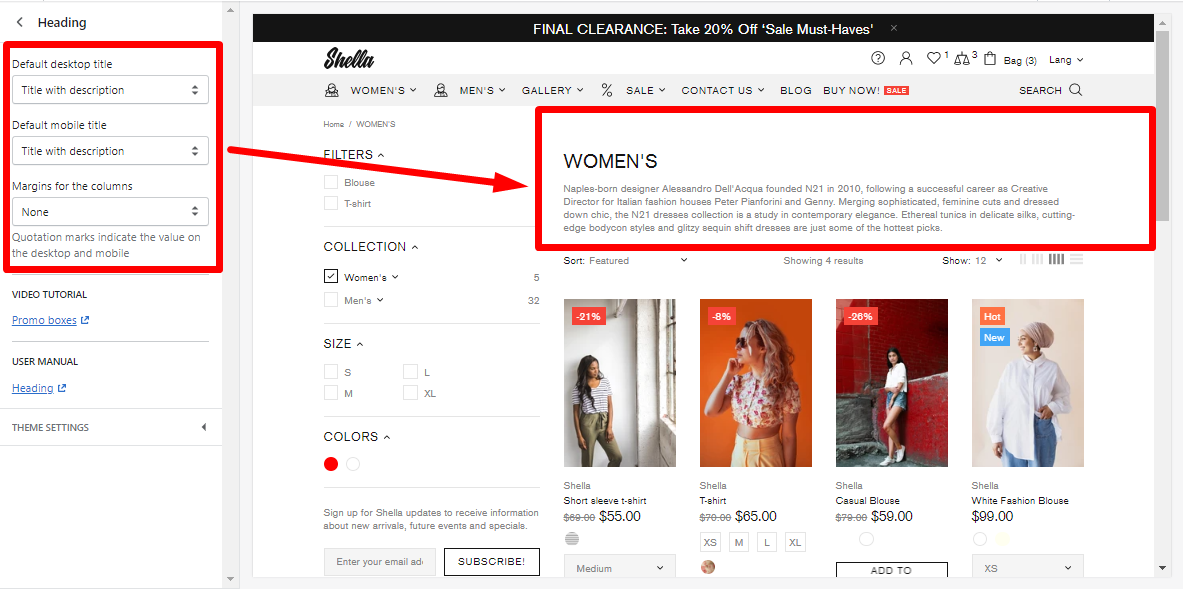 Heading
Default desktop title
Title with description
Default mobile title
Title with description
Margins for the columns
None
Quotation marks indicate the value on
the desktop and mobile
VIDEO TUTORIAL
Promo boxes
USER MANUAL
Heading
THEME SETTINGS
FINAL CLEARANCE: Take 20% Off 'Sale Must-Haves' ×
Shella
1 3 Bag (3) Lang
WOMEN'S MEN'S GALLERY % SALE CONTACT US BLOG BUY NOW! SALE SEARCH
Home / WOMEN'S
FILTERS
Blouse
T-shirt
COLLECTION
Women's 5
Men's 32
SIZE
S L
M XL
COLORS
Sign up for Shella updates to receive information
about new arrivals, future events and specials.
Enter your email ad
SUBSCRIBE!
WOMEN'S
Naples-born designer Alessandro Dell'Acqua founded N21 in 2010, following a successful career as Creative
Director for Italian fashion houses Peter Pianforini and Genny. Merging sophisticated, feminine cuts and dressed
down chic, the N21 dresses collection is a study in contemporary elegance. Ethereal tunics in delicate silks, cutting-
edge bodycon styles and glitzy sequin shift dresses are just some of the hottest picks.
Sort: Featured Showing 4 results Show: 12
-21%
Shella
Short sleeve t-shirt
$69.00 $55.00
Medium
-8%
Shella
T-shirt
$70.00 $65.00
XS M L XL
-26%
Shella
Casual Blouse
$79.00 $59.00
ADD TO
Hot
New
Shella
White Fashion Blouse
$99.00
XS